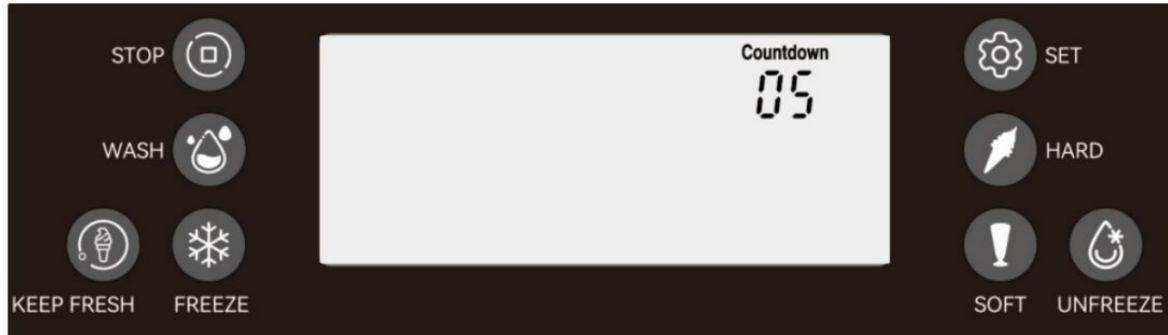 STOP
Countdown
05
SET
WASH
HARD
KEEP FRESH
FREEZE
SOFT
UNFREEZE